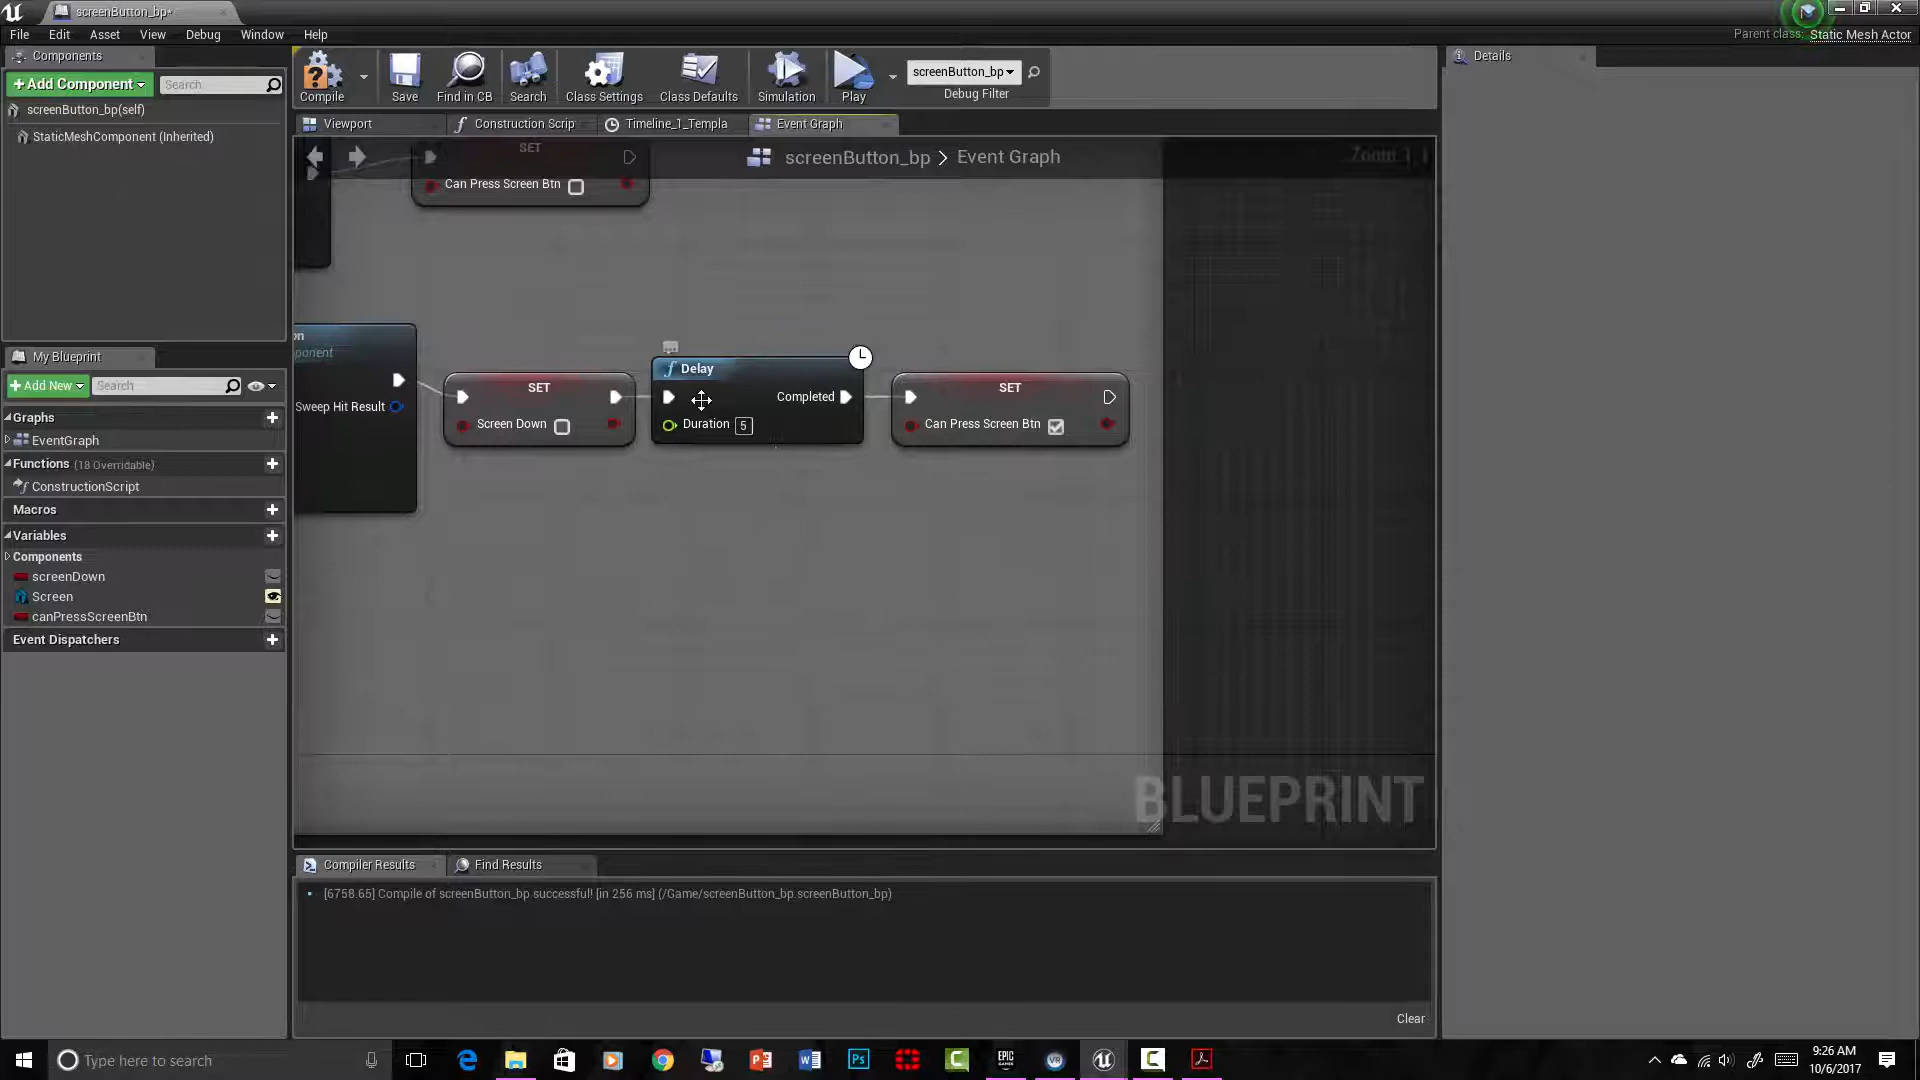 screenButton_bp*
File Edit Asset View Debug Window Help
Parent class: Static Mesh Actor
Components
Details
+Add Component
Search
Compile
Save
Find in CB
Search
Class Settings
Class Defaults
Simulation
Play
screenButton_bp
Debug Filter
screenButton_bp(self)
StaticMeshComponent (Inherited)
Viewport
Construction Scrip
Timeline_1_Templa
Event Graph
screenButton_bp > Event Graph
Zoom 1:1
SET
Can Press Screen Btn
on
ponent
Sweep Hit Result
SET
Screen Down
Delay
Completed
Duration 5
SET
Can Press Screen Btn
BLUEPRINT
My Blueprint
+Add New
Search
Graphs
EventGraph
Functions (18 Overridable)
ConstructionScript
Macros
Variables
Components
screenDown
Screen
canPressScreenBtn
Event Dispatchers
Compiler Results
Find Results
[6758.65] Compile of screenButton_bp successful! [in 256 ms] (/Game/screenButton_bp.screenButton_bp)
Clear
Type here to search
9:26 AM
10/6/2017